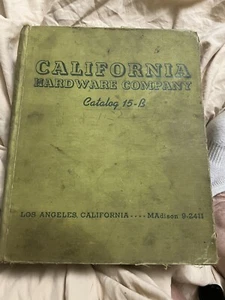 CALIFORNIA
HARDWARE COMPANY
Catalog 15-B
LOS ANGELES, CALIFORNIA .... MAdison 9-2411